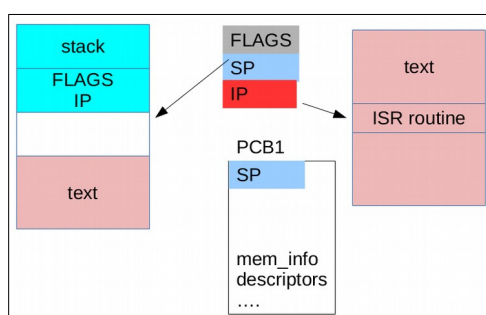 stack
FLAGS
IP
text
FLAGS
SP
IP
PCB1
SP
mem_info
descriptors
....
text
ISR routine